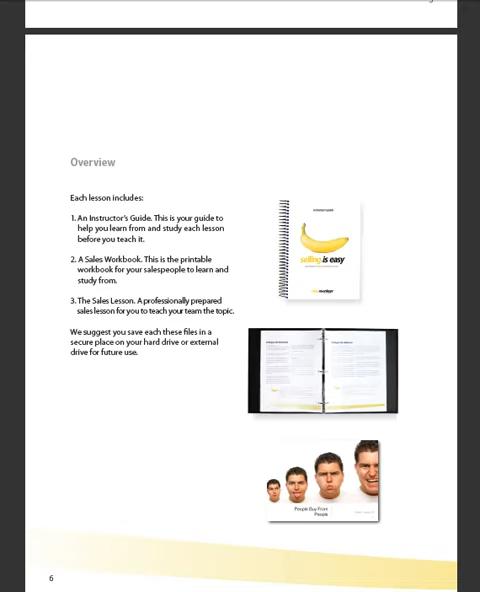 Overview
Each lesson includes:
1. An Instructor's Guide. This is your guide to
help you learn from and study each lesson
before you teach it.
2. A Sales Workbook. This is the printable
workbook for your salespeople to learn and
study from.
3. The Sales Lesson. A professionally prepared
sales lesson for you to teach your team the topic.
We suggest you save each these files in a
secure place on your hard drive or external
drive for future use.
selling is easy
People Buy From
People
6